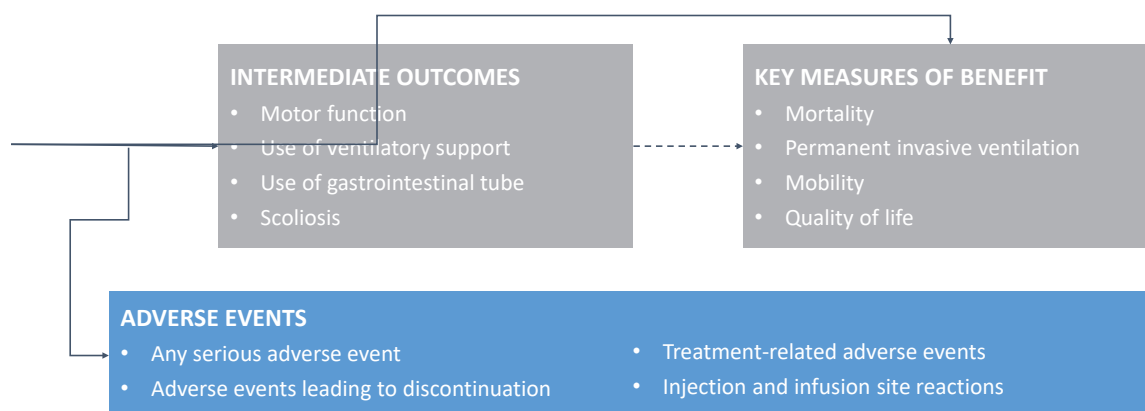 INTERMEDIATE OUTCOMES
• Motor function
• Use of ventilatory support
• Use of gastrointestinal tube
• Scoliosis
KEY MEASURES OF BENEFIT
• Mortality
• Permanent invasive ventilation
• Mobility
• Quality of life
ADVERSE EVENTS
• Any serious adverse event
• Adverse events leading to discontinuation
• Treatment-related adverse events
• Injection and infusion site reactions